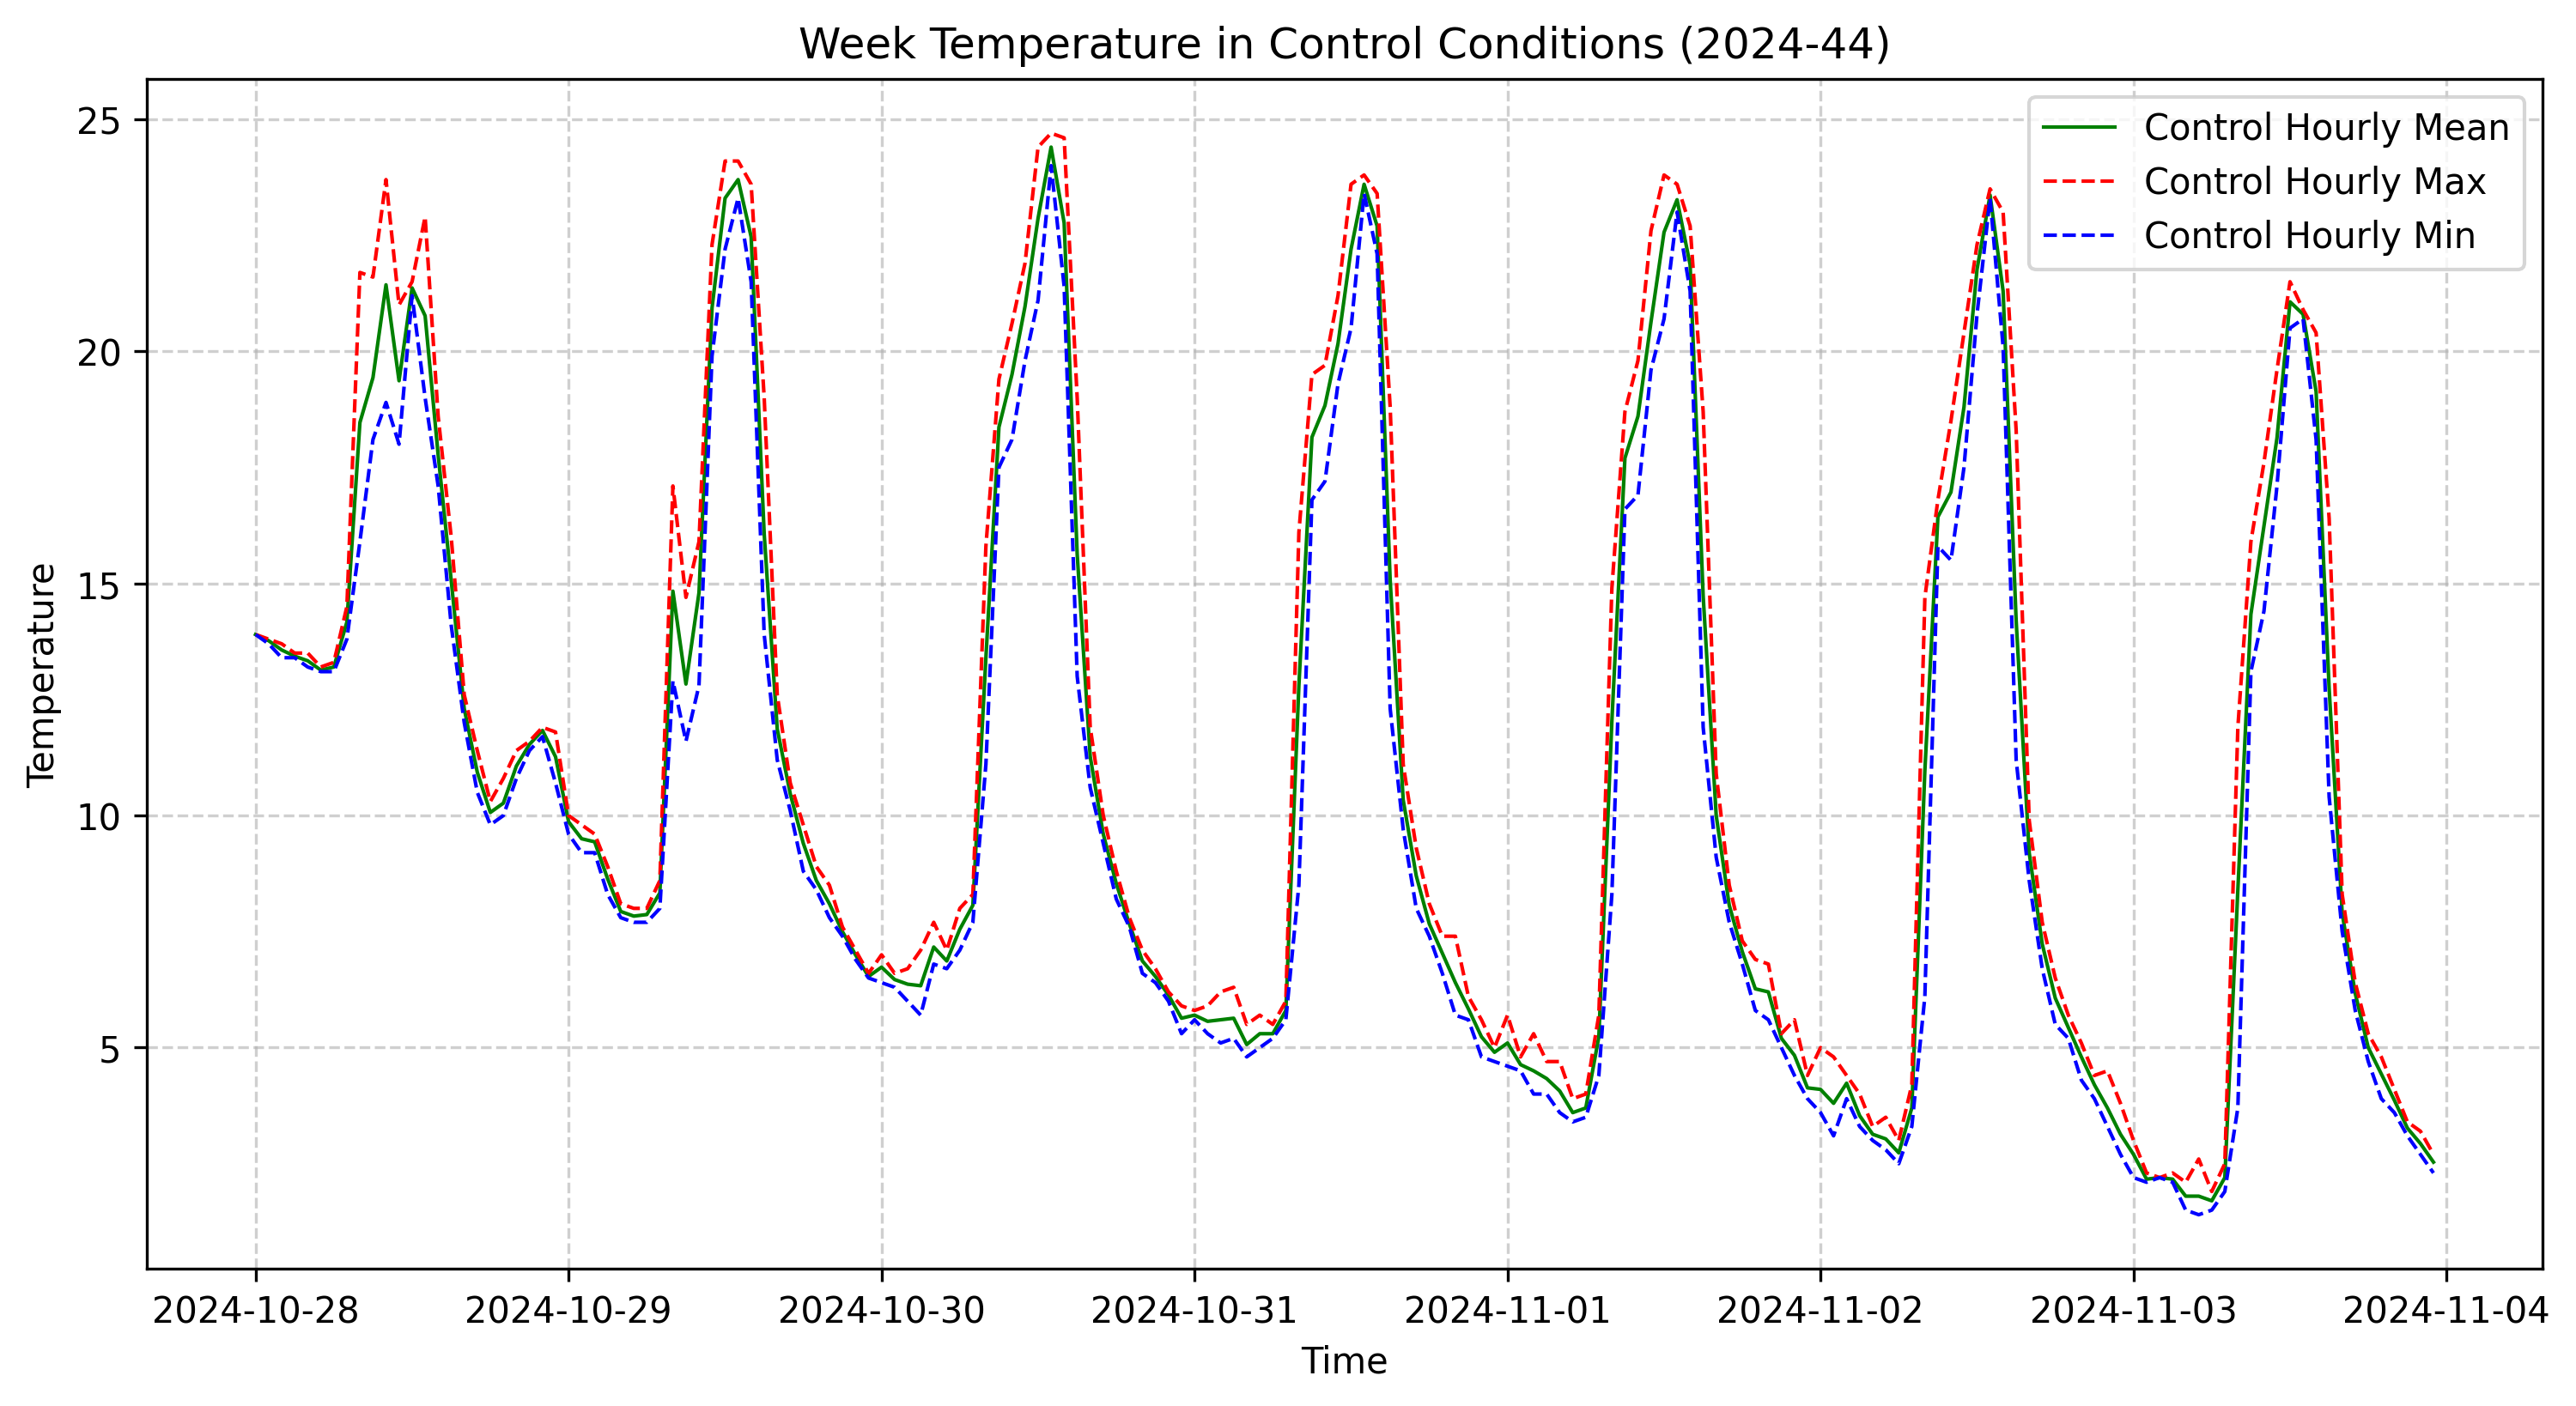 Week Temperature in Control Conditions (2024-44)
Control Hourly Mean
Control Hourly Max
Control Hourly Min
Temperature
25
20
15
10
5
2024-10-28 2024-10-29 2024-10-30 2024-10-31 2024-11-01 2024-11-02 2024-11-03 2024-11-04
Time